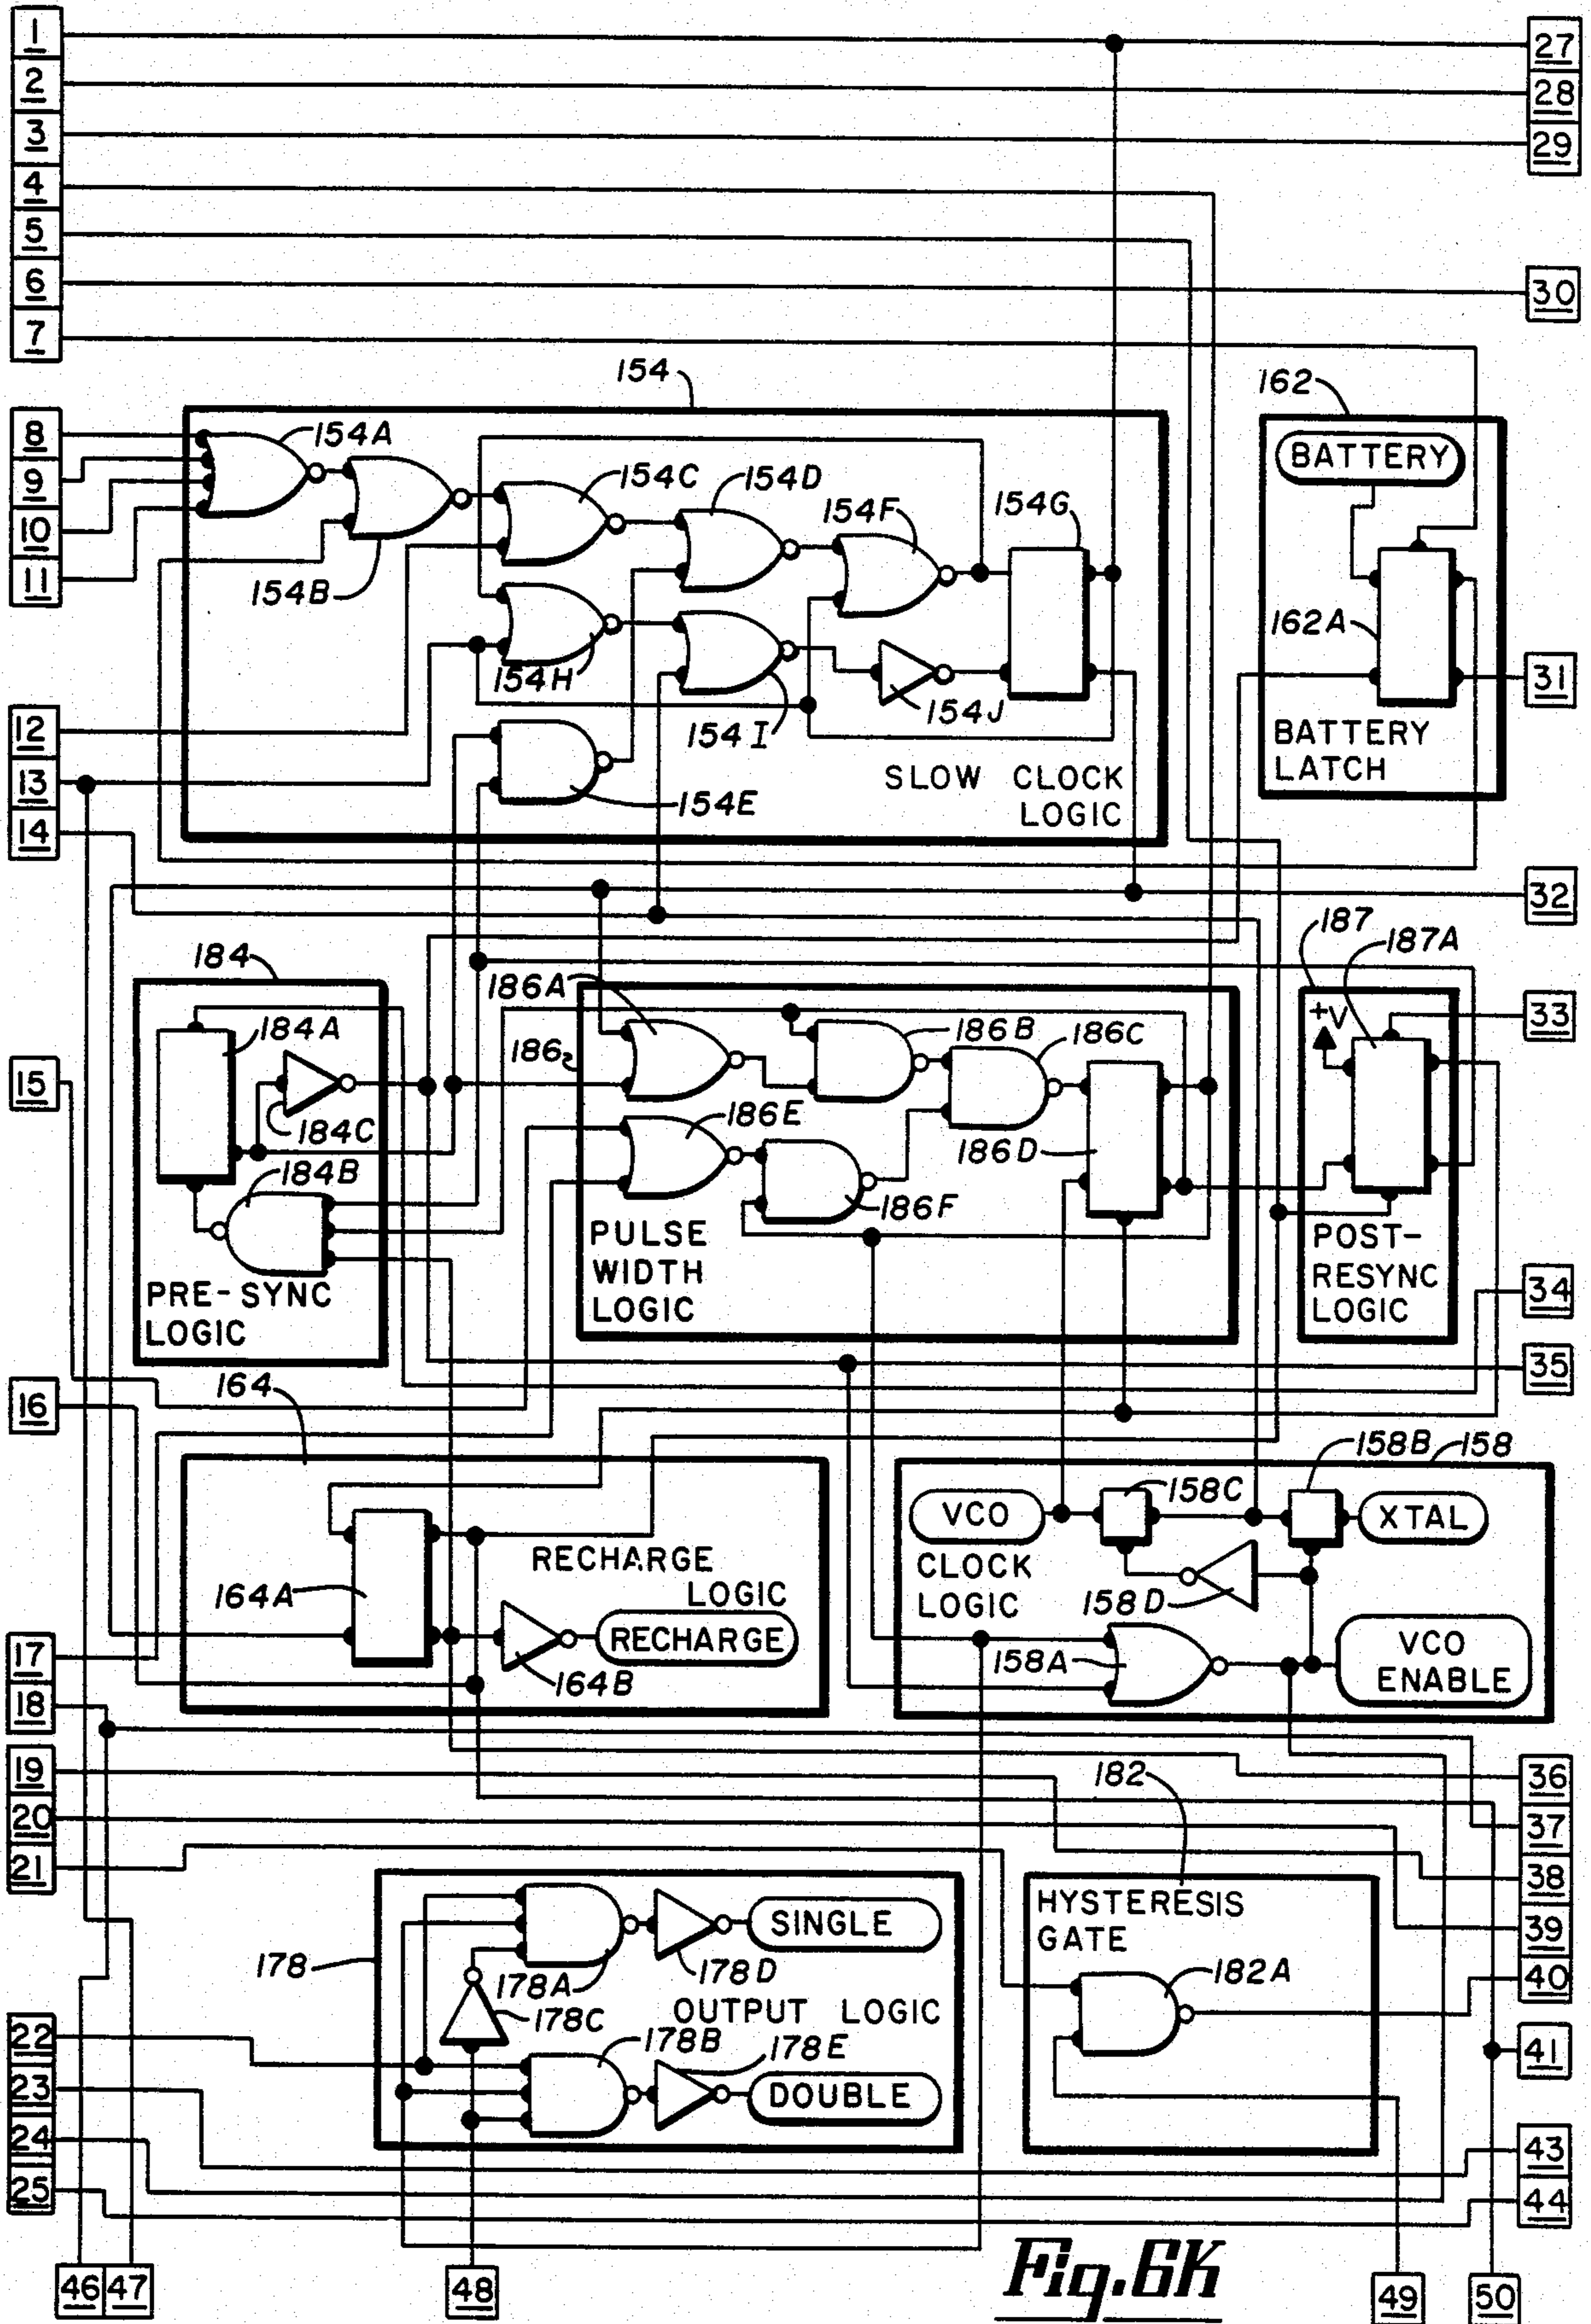 1
27
2
28
3
29
4
5
6
30
7
154
162
8
154A
BATTERY
9
154C
154D
154F
154G
10
11
154B
162A
154H
31
12
154I
154J
BATTERY
LATCH
13
SLOW CLOCK
LOGIC
154E
14
32
187
187A
184
186A
33
+V
184A
186B
186C
186
15
184C
186E
186D
184B
186F
PULSE
WIDTH
LOGIC
POST-
RESYNC
LOGIC
PRE-SYNC
LOGIC
34
35
16
164
158B
158
158C
VCO
XTAL
RECHARGE
LOGIC
CLOCK
LOGIC
164A
158D
RECHARGE
17
158A
VCO
ENABLE
164B
18
19
182
36
20
37
21
38
HYSTERESIS
GATE
SINGLE
39
178
178A
178D
182A
40
178C
OUTPUT LOGIC
22
178B
178E
41
23
DOUBLE
24
43
25
44
46
47
48
Fig.6K
49
50